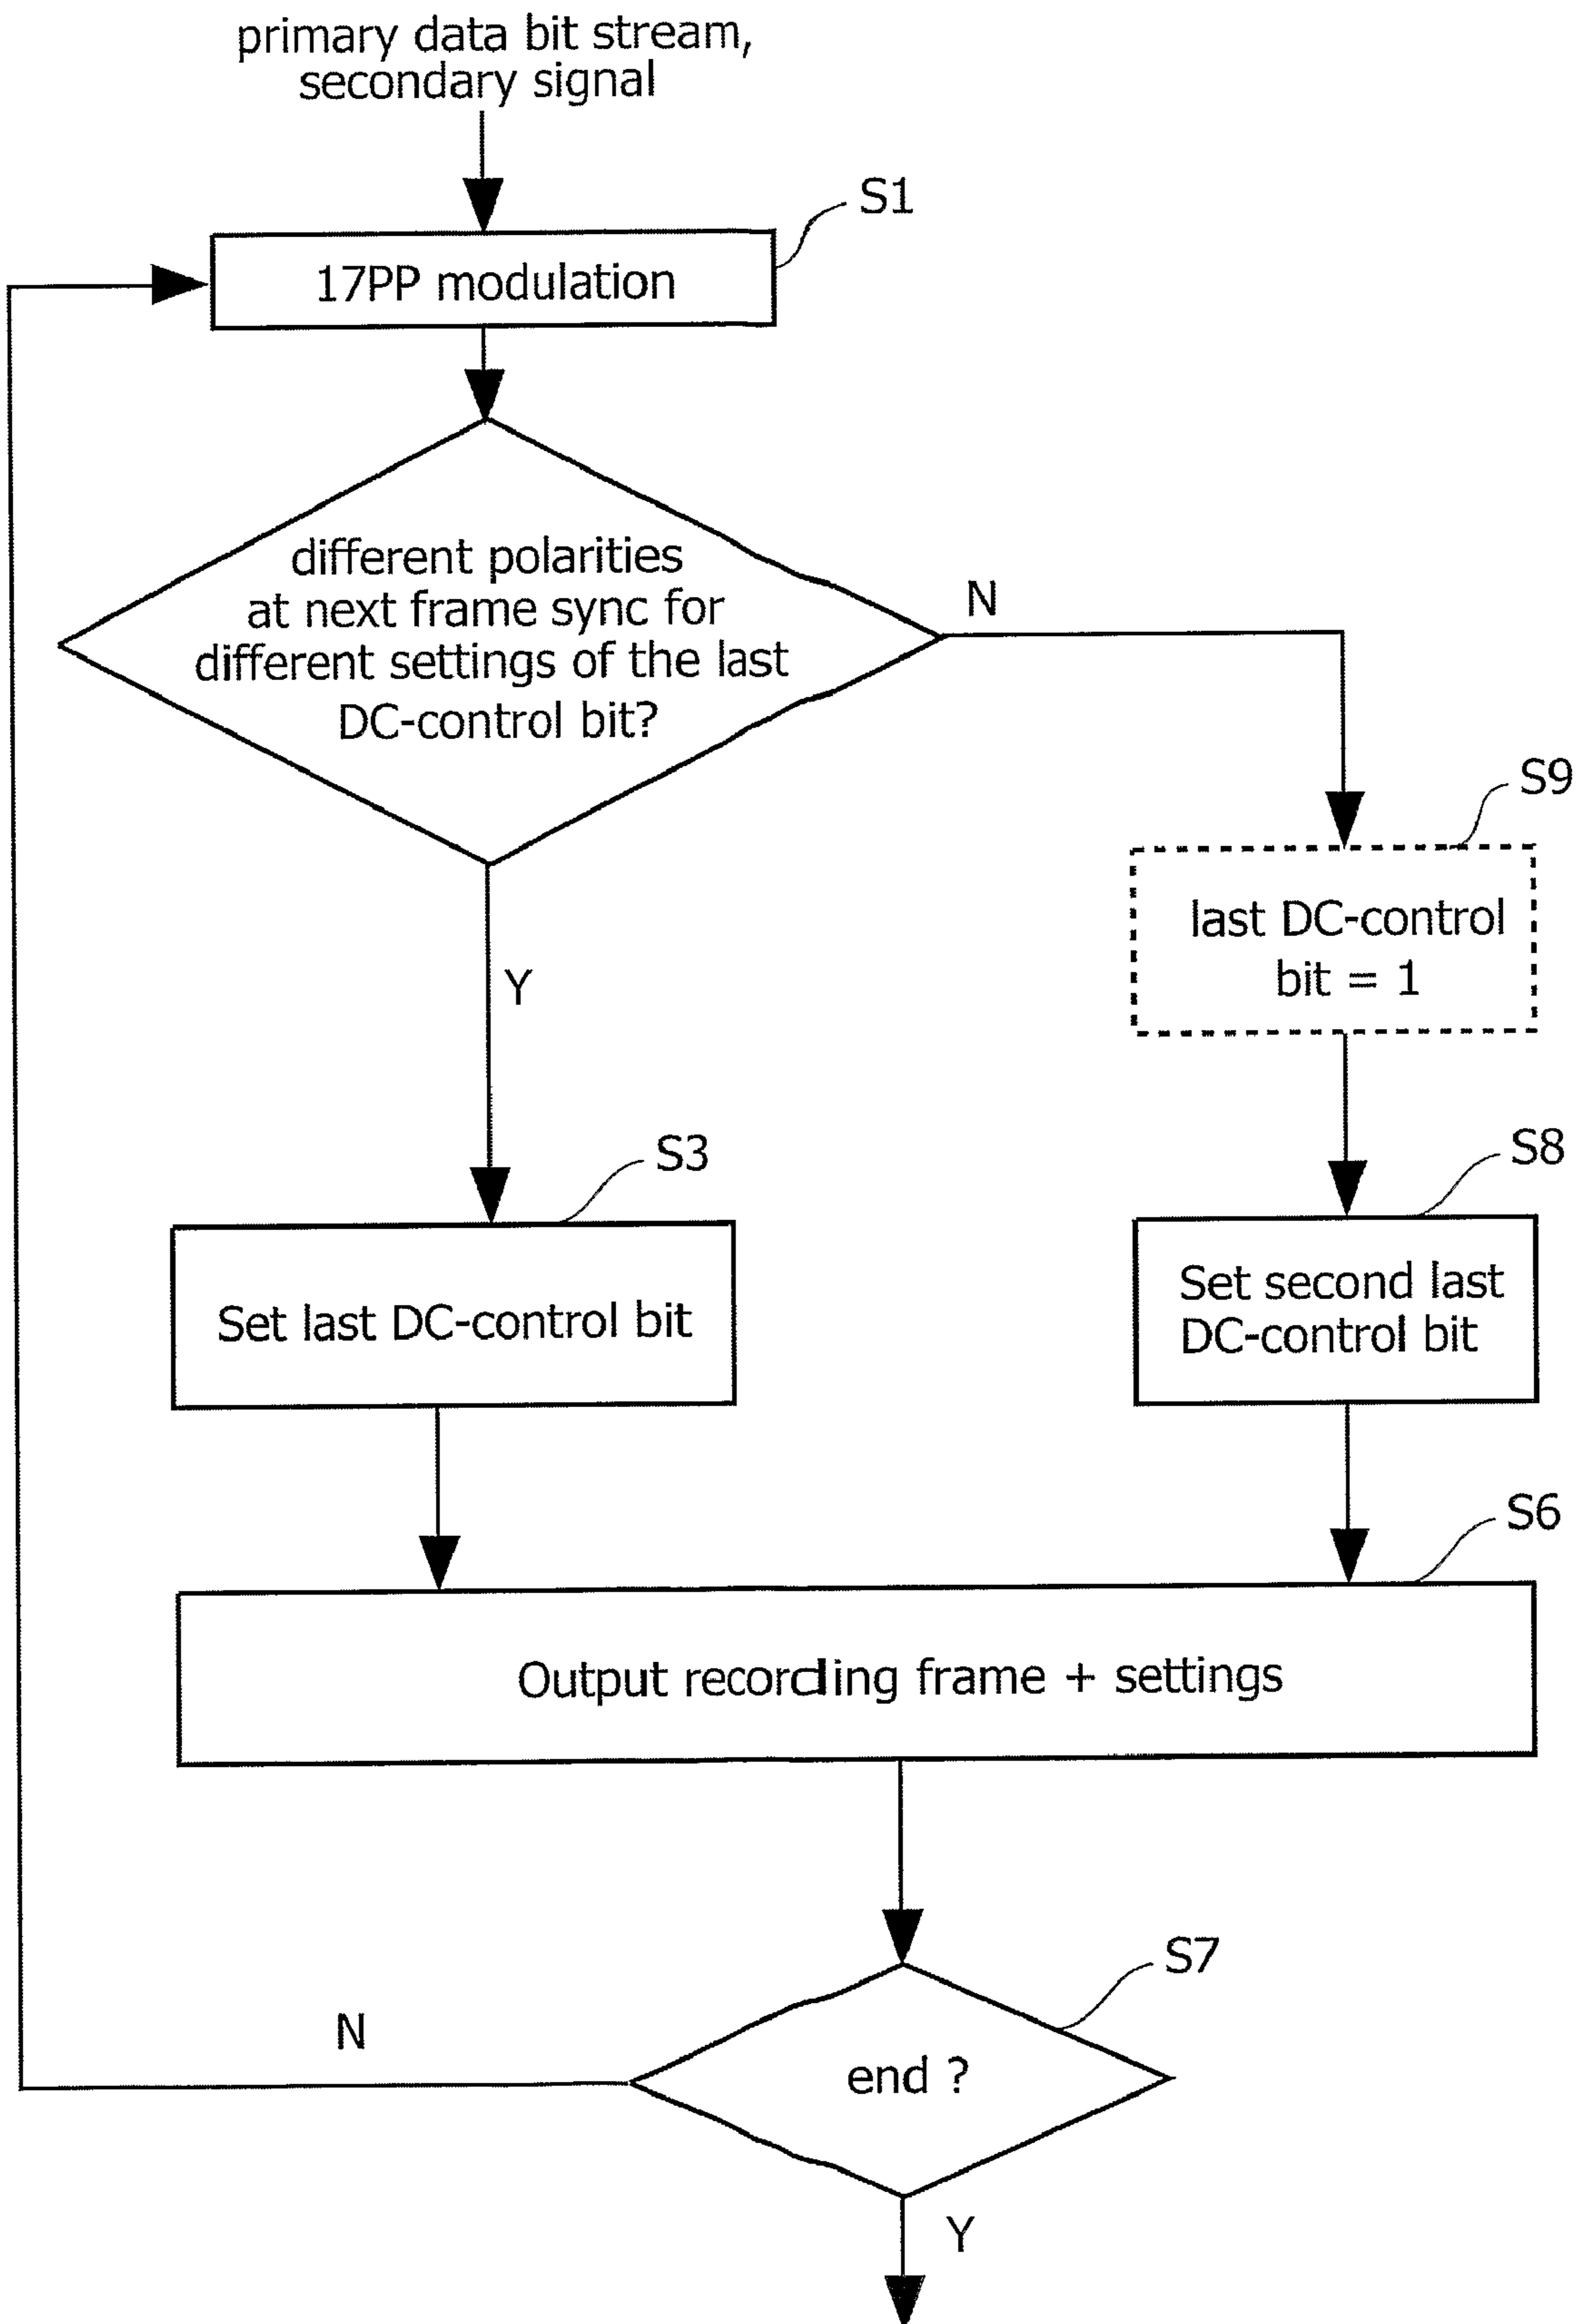 primary data bit stream,
secondary signal
S1
17PP modulation
different polarities
at next frame sync for
different settings of the last
DC-control bit?
N
S9
last DC-control
bit = 1
Y
S3
S8
Set last DC-control bit
Set second last
DC-control bit
S6
Output recording frame + settings
S7
N
end ?
Y